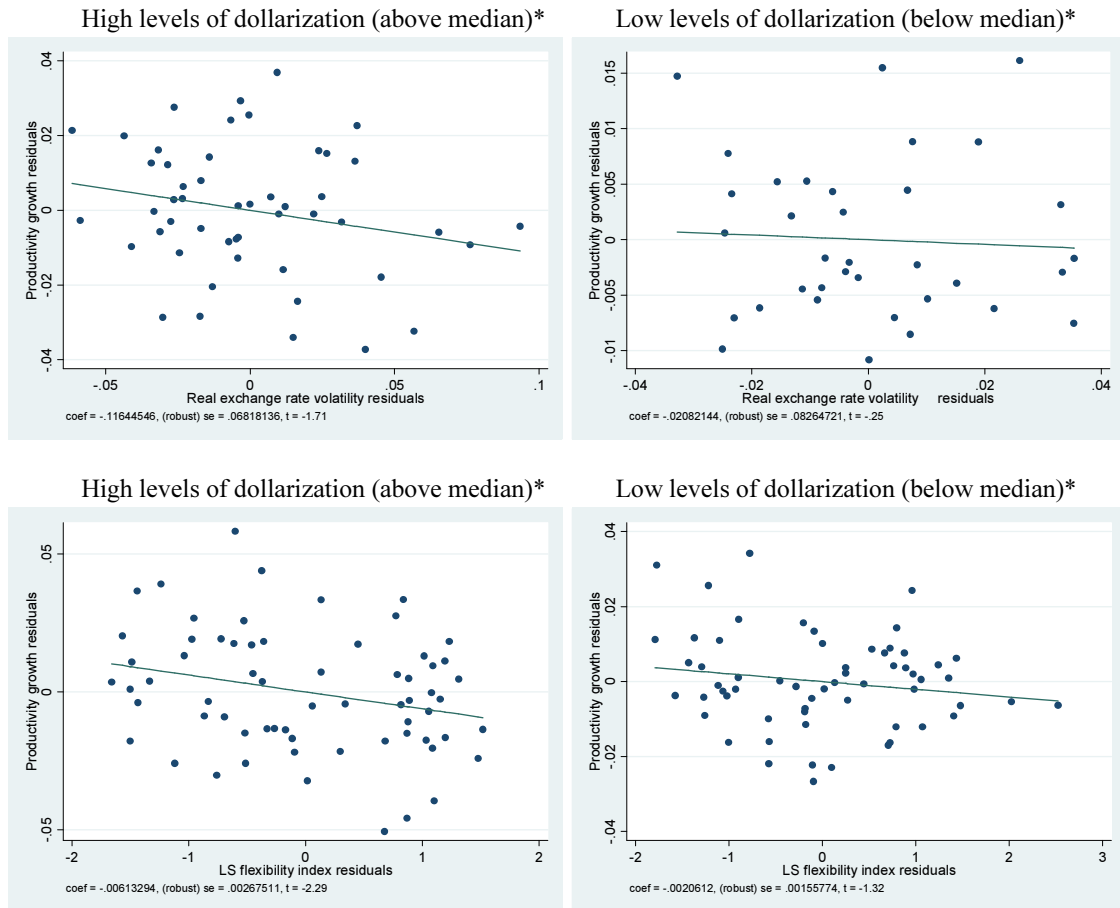 High levels of dollarization (above median)*
Low levels of dollarization (below median)*
Productivity growth residuals
.04
.02
0
-.02
-.04
-.05
0
.05
.1
Real exchange rate volatility residuals
coef = -.11644546, (robust) se = .06818136, t = -1.71
Productivity growth residuals
.015
.01
.005
0
-.005
-.01
-.04
-.02
0
.02
.04
Real exchange rate volatility residuals
coef = -.02082144, (robust) se = .08264721, t = -.25
High levels of dollarization (above median)*
Low levels of dollarization (below median)*
Productivity growth residuals
.05
0
-.05
-2
-1
0
1
2
LS flexibility index residuals
coef = -.00613294, (robust) se = .00267511, t = -2.29
Productivity growth residuals
.04
.02
0
-.02
-.04
-2
-1
0
1
2
3
LS flexibility index residuals
coef = -.0020612, (robust) se = .00155774, t = -1.32